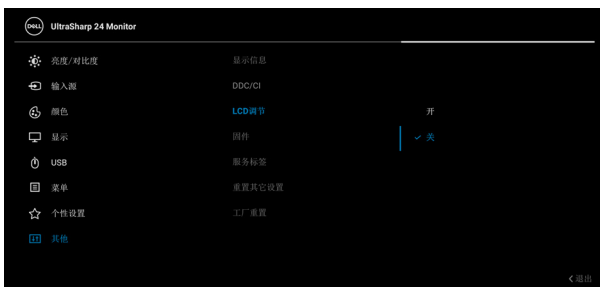 DELL UltraSharp 24 Monitor
亮度/对比度 显示信息
输入源 DDC/CI
颜色 LCD调节 开
显示 固件 关
USB 服务标签
菜单 重置其它设置
个性设置 工厂重置
其他
退出